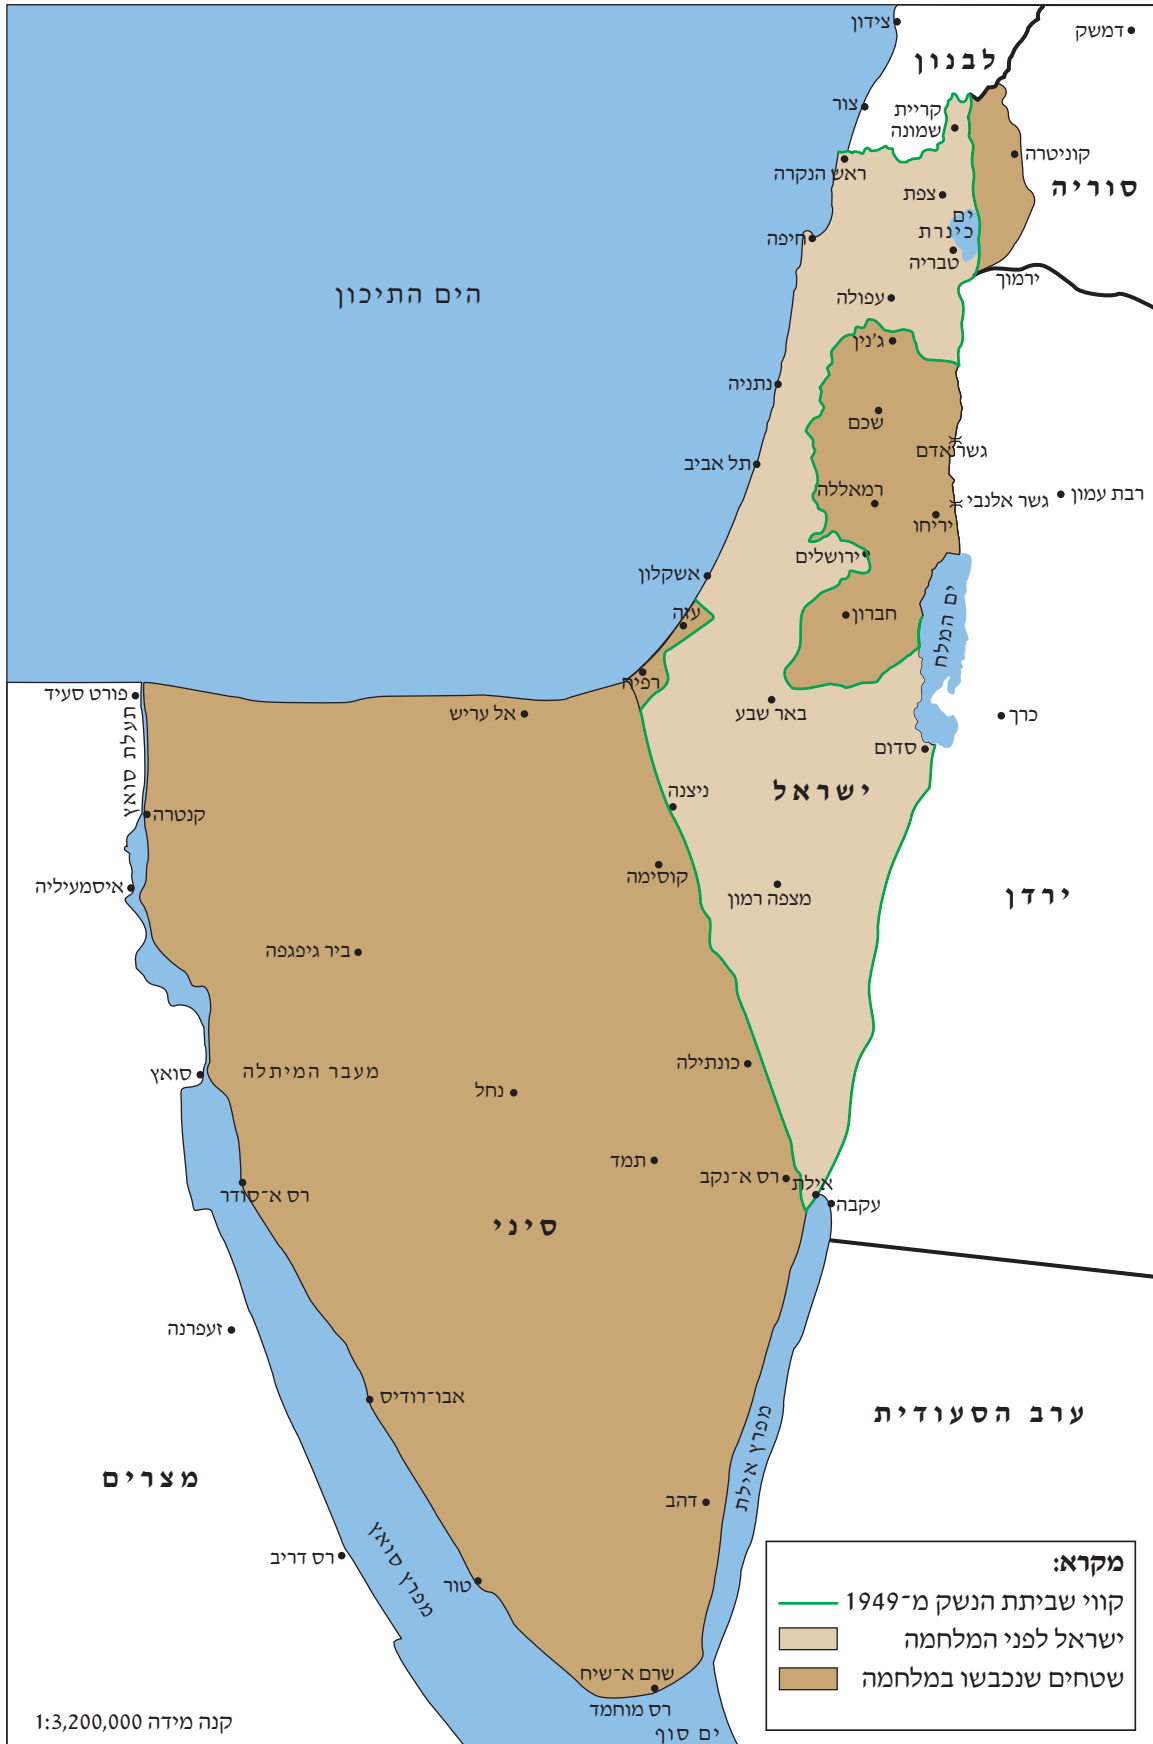 צידון
דמשק
לבנון
צור
קריית
שמונה
קוניטרה
ראש הנקרה
סוריה
צפת
ים
כינרת
חיפה
טבריה
ירמוך
הים התיכון
עפולה
ג'נין
נתניה
שכם
גשר אדם
תל אביב
רמאללה
גשר אלנבי
רבת עמון
יריחו
ירושלים
אשקלון
ים המלח
עזה
חברון
רפיח
פורט סעיד
תעלת סואץ
אל עריש
באר שבע
כרך
סדום
ישראל
ניצנה
קנטרה
קוסימה
איסמעיליה
מצפה רמון
ירדן
ביר גיפגפה
כונתילה
סואץ
מעבר המיתלה
נחל
תמד
רס א־נקב
אילת
רס א־סודר
עקבה
סיני
זעפרנה
אבו־רודיס
ערב הסעודית
מפרץ אילת
מצרים
דהב
רס דריב
מפרץ סואץ
טור
שרם א־שיח
רס מוחמד
ים סוף
מקרא:
קווי שביתת הנשק מ־1949
ישראל לפני המלחמה
שטחים שנכבשו במלחמה
קנה מידה 1:3,200,000